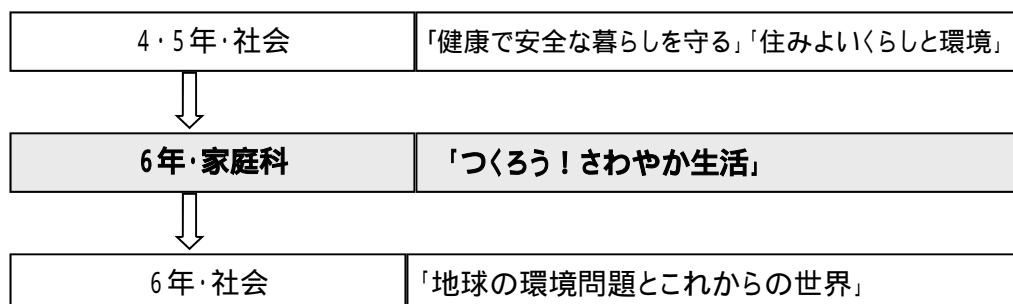 4・5年・社会 「健康で安全な暮らしを守る」「住みよいくらしと環境」
6年・家庭科 「つくろう！さわやか生活」
6年・社会 「地球の環境問題とこれからの世界」